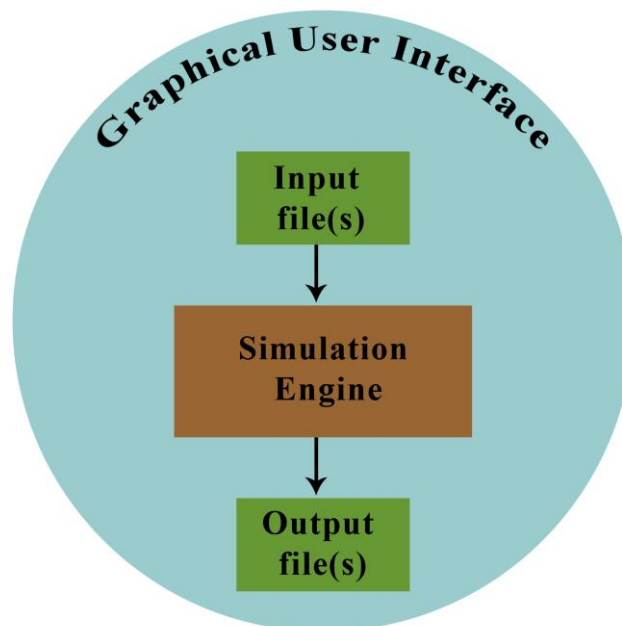 Graphical User Interface
Input
file(s)
Simulation
Engine
Output
file(s)